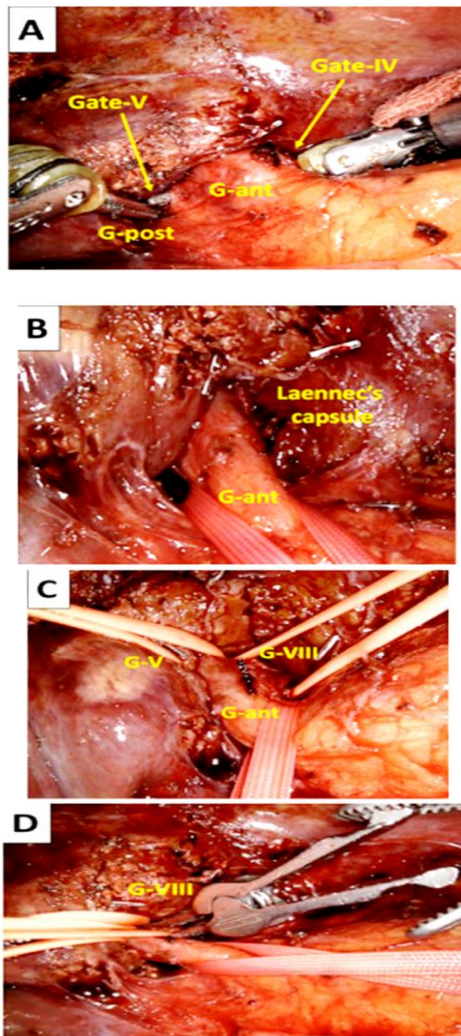 A
Gate-IV
Gate-V
G-ant
G-post
B
Laennec's
capsule
G-ant
C
G-V
G-VIII
G-ant
D
G-VIII